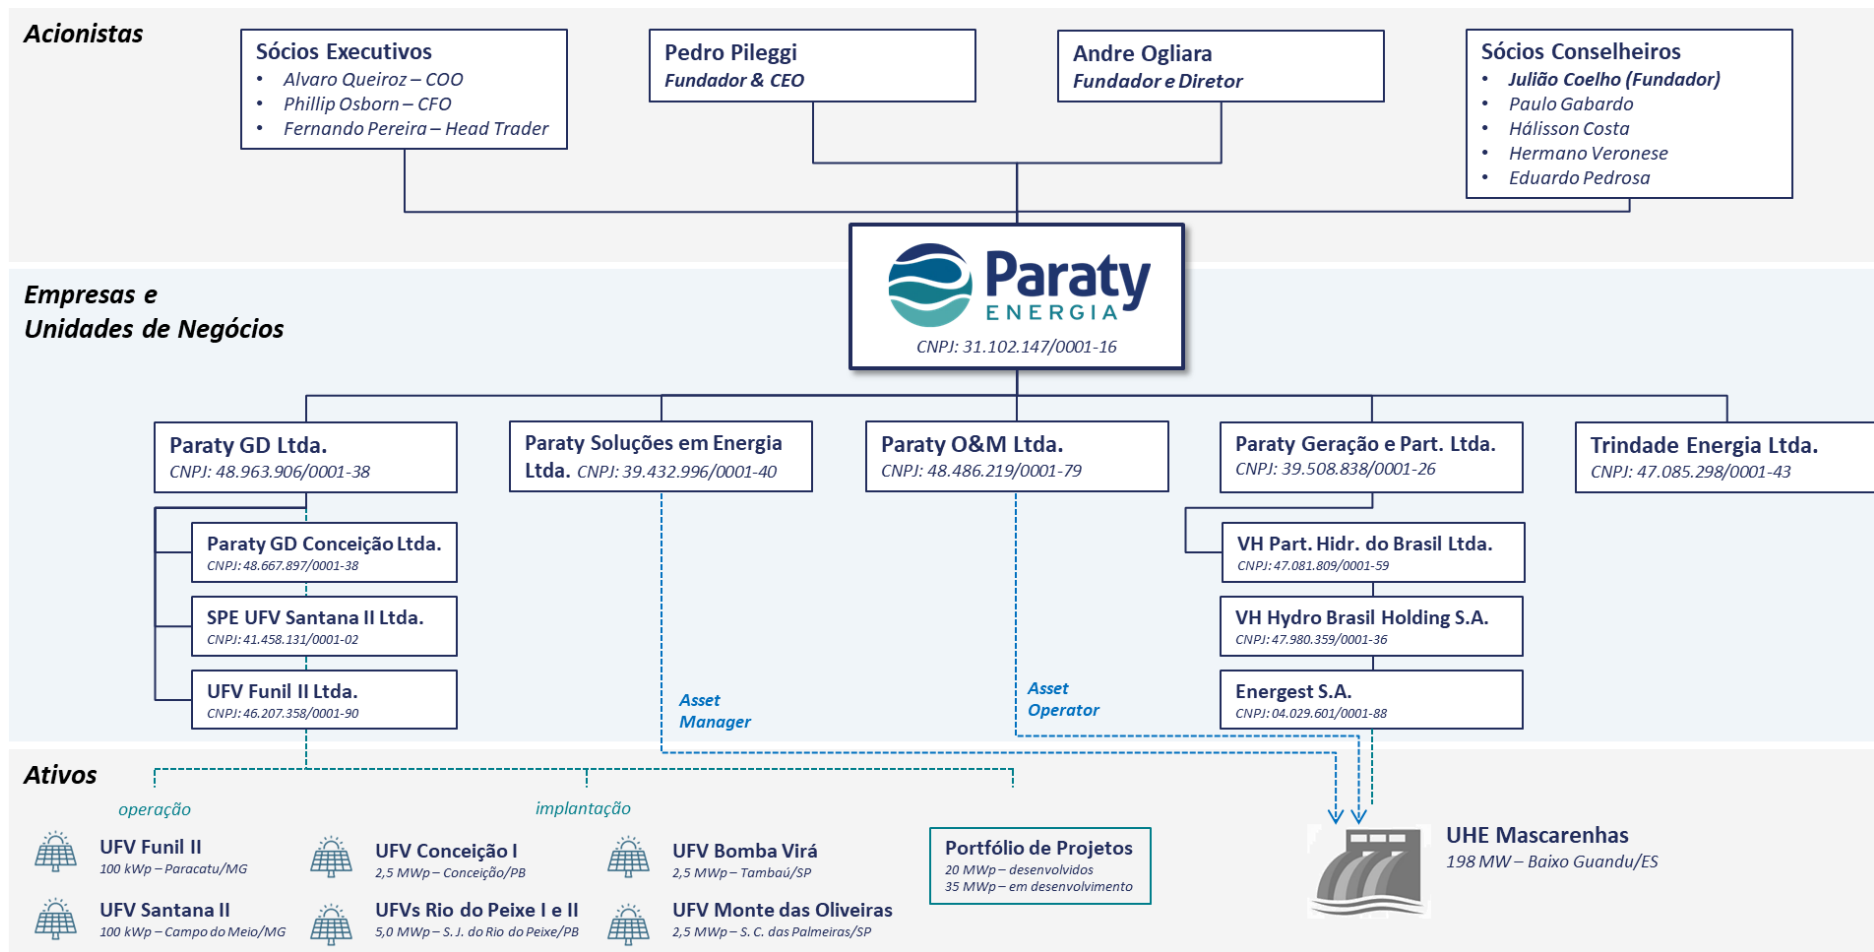 Acionistas
Sócios Executivos
• Alvaro Queiroz – COO
• Phillip Osborn – CFO
• Fernando Pereira – Head Trader
Pedro Pileggi
Fundador & CEO
Andre Ogliara
Fundador e Diretor
Sócios Conselheiros
• Julião Coelho (Fundador)
• Paulo Gabardo
• Hálisson Costa
• Hermano Veronese
• Eduardo Pedrosa
Empresas e
Unidades de Negócios
Paraty
ENERGIA
CNPJ: 31.102.147/0001-16
Paraty GD Ltda.
CNPJ: 48.963.906/0001-38
Paraty Soluções em Energia
Ltda. CNPJ: 39.432.996/0001-40
Paraty O&M Ltda.
CNPJ: 48.486.219/0001-79
Paraty Geração e Part. Ltda.
CNPJ: 39.508.838/0001-26
Trindade Energia Ltda.
CNPJ: 47.085.298/0001-43
Paraty GD Conceição Ltda.
CNPJ: 48.667.897/0001-38
SPE UFV Santana II Ltda.
CNPJ: 41.458.131/0001-02
UFV Funil II Ltda.
CNPJ: 46.207.358/0001-90
VH Part. Hidr. do Brasil Ltda.
CNPJ: 47.081.809/0001-59
VH Hydro Brasil Holding S.A.
CNPJ: 47.980.359/0001-36
Energest S.A.
CNPJ: 04.029.601/0001-88
Asset
Manager
Asset
Operator
Ativos
operação
implantação
UFV Funil II
100 kWp – Paracatu/MG
UFV Santana II
100 kWp – Campo do Meio/MG
UFV Conceição I
2,5 MWp – Conceição/PB
UFVs Rio do Peixe I e II
5,0 MWp – S. J. do Rio do Peixe/PB
UFV Bomba Virá
2,5 MWp – Tambaú/SP
UFV Monte das Oliveiras
2,5 MWp – S. C. das Palmeiras/SP
Portfólio de Projetos
20 MWp – desenvolvidos
35 MWp – em desenvolvimento
UHE Mascarenhas
198 MW – Baixo Guandu/ES